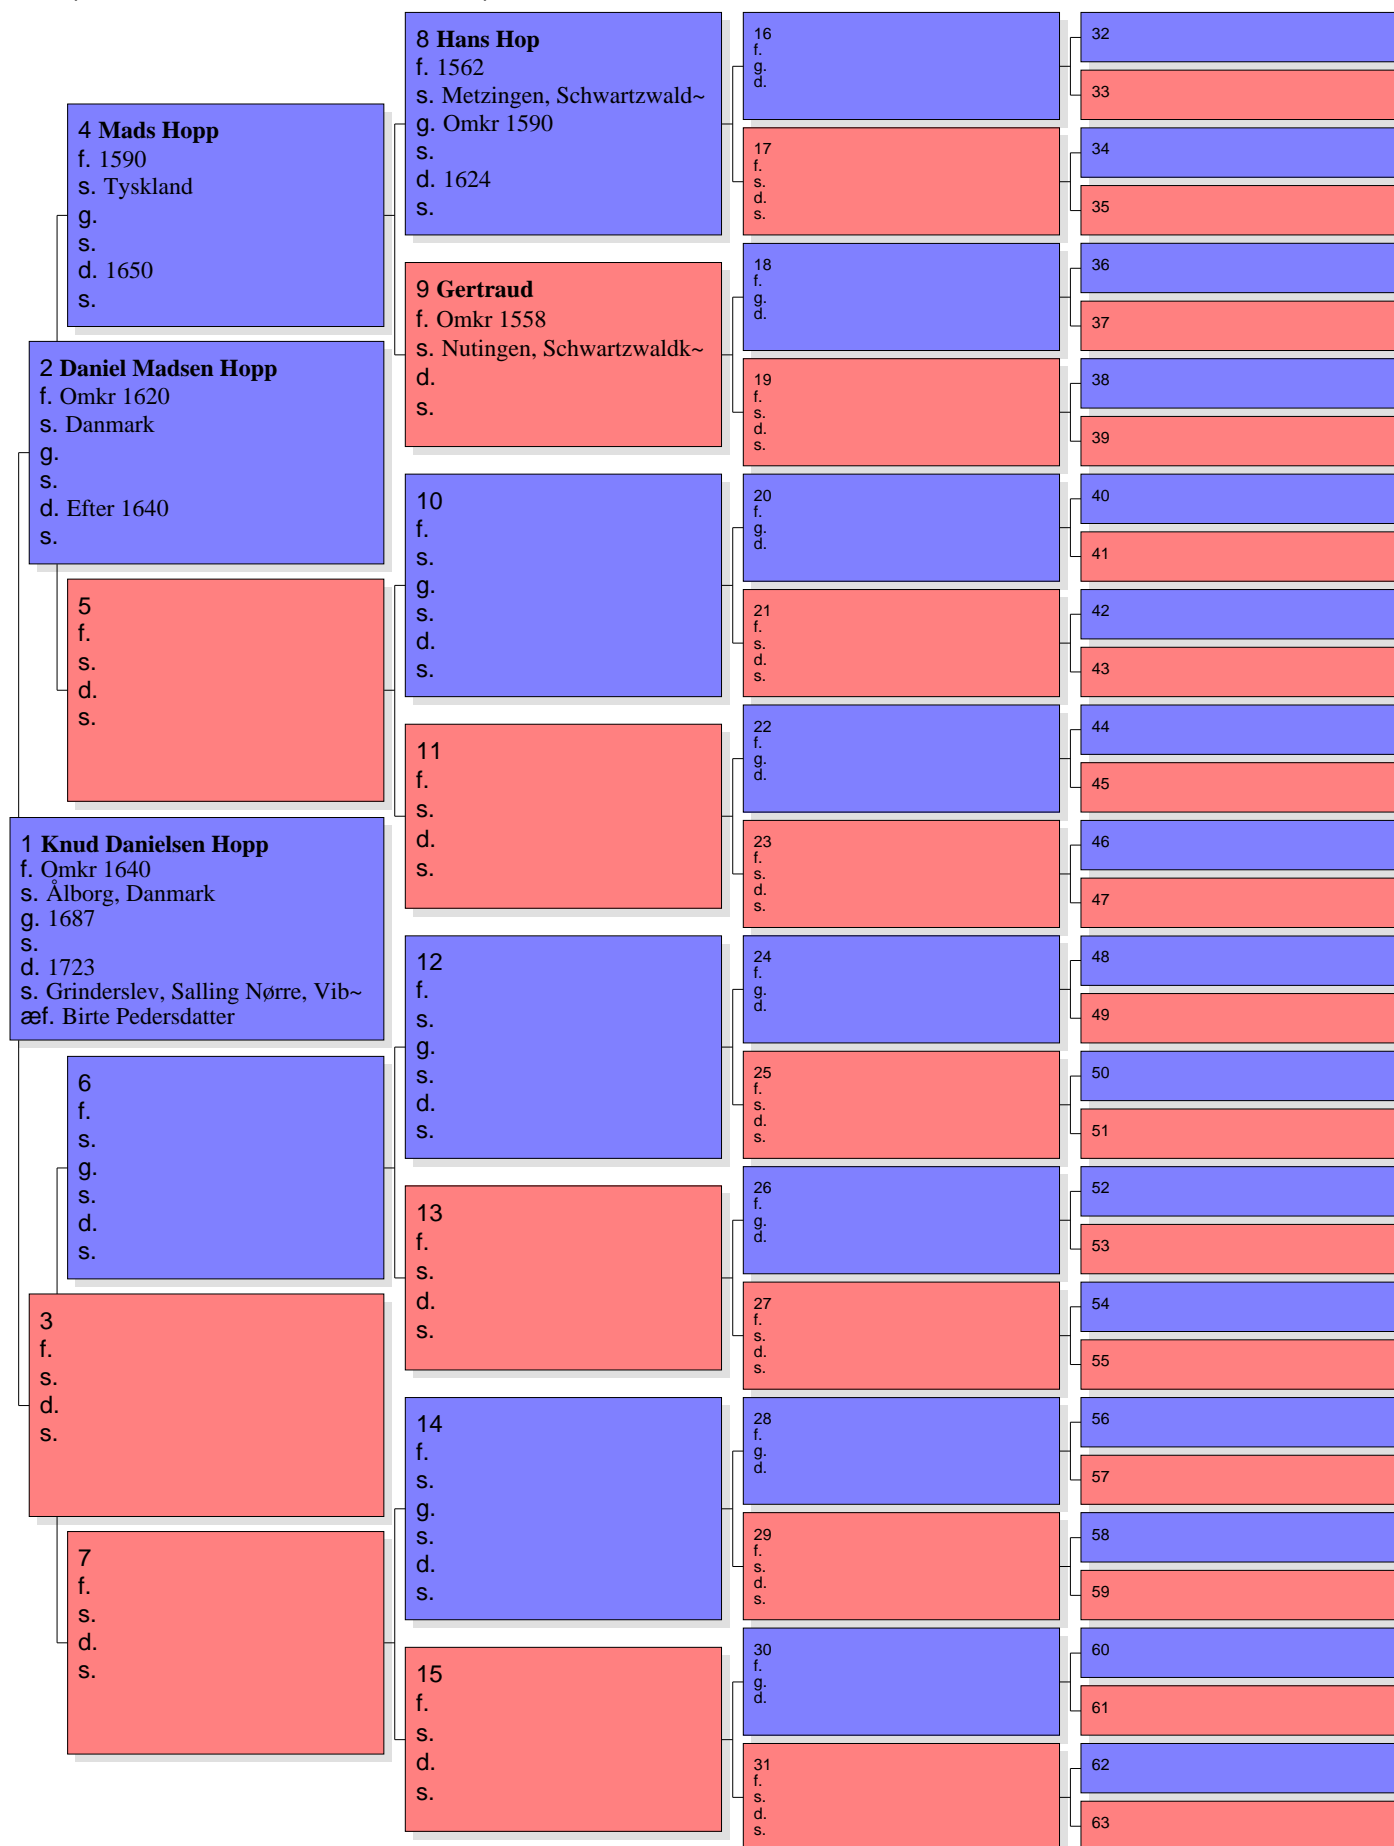 8 Hans Hop
f. 1562
s. Metzingen, Schwartzwald~
g. Omkr 1590
s.
d. 1624
s.
4 Mads Hopp
f. 1590
s. Tyskland
g.
s.
d. 1650
s.
9 Gertraud
f. Omkr 1558
s. Nutingen, Schwartzwaldk~
d.
s.
2 Daniel Madsen Hopp
f. Omkr 1620
s. Danmark
g.
s.
d. Efter 1640
s.
10
f.
s.
g.
s.
d.
s.
5
f.
s.
d.
s.
11
f.
s.
d.
s.
1 Knud Danielsen Hopp
f. Omkr 1640
s. Ålborg, Danmark
g. 1687
s.
d. 1723
s. Grinderslev, Salling Nørre, Vib~
æf. Birte Pedersdatter
12
f.
s.
g.
s.
d.
s.
6
f.
s.
g.
s.
d.
s.
13
f.
s.
d.
s.
3
f.
s.
d.
s.
14
f.
s.
g.
s.
d.
s.
7
f.
s.
d.
s.
15
f.
s.
d.
s.
16
f.
g.
d.
17
f.
s.
d.
s.
18
f.
g.
d.
19
f.
s.
d.
s.
20
f.
g.
d.
21
f.
s.
d.
s.
22
f.
g.
d.
23
f.
s.
d.
s.
24
f.
g.
d.
25
f.
s.
d.
s.
26
f.
g.
d.
27
f.
s.
d.
s.
28
f.
g.
d.
29
f.
s.
d.
s.
30
f.
g.
d.
31
f.
s.
d.
s.
32
33
34
35
36
37
38
39
40
41
42
43
44
45
46
47
48
49
50
51
52
53
54
55
56
57
58
59
60
61
62
63